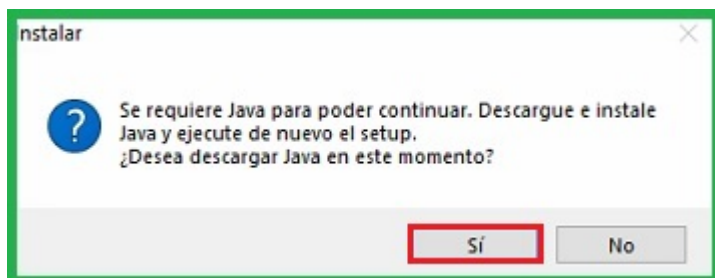 nstalar
Se requiere Java para poder continuar. Descargue e instale
Java y ejecute de nuevo el setup.
¿Desea descargar Java en este momento?
Sí
No